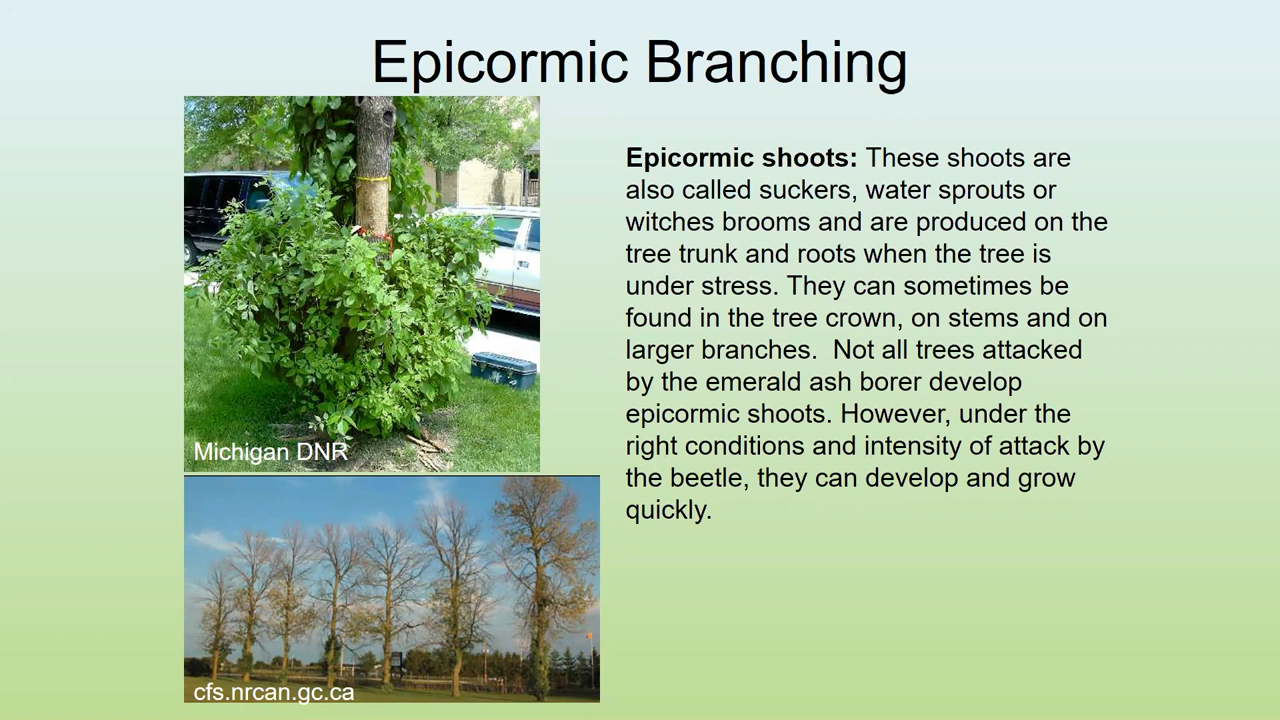 Epicormic Branching
Epicormic shoots: These shoots are
also called suckers, water sprouts or
witches brooms and are produced on the
tree trunk and roots when the tree is
under stress. They can sometimes be
found in the tree crown, on stems and on
larger branches.  Not all trees attacked
by the emerald ash borer develop
epicormic shoots. However, under the
right conditions and intensity of attack by
the beetle, they can develop and grow
quickly.
Michigan DNR
cfs.nrcan.gc.ca